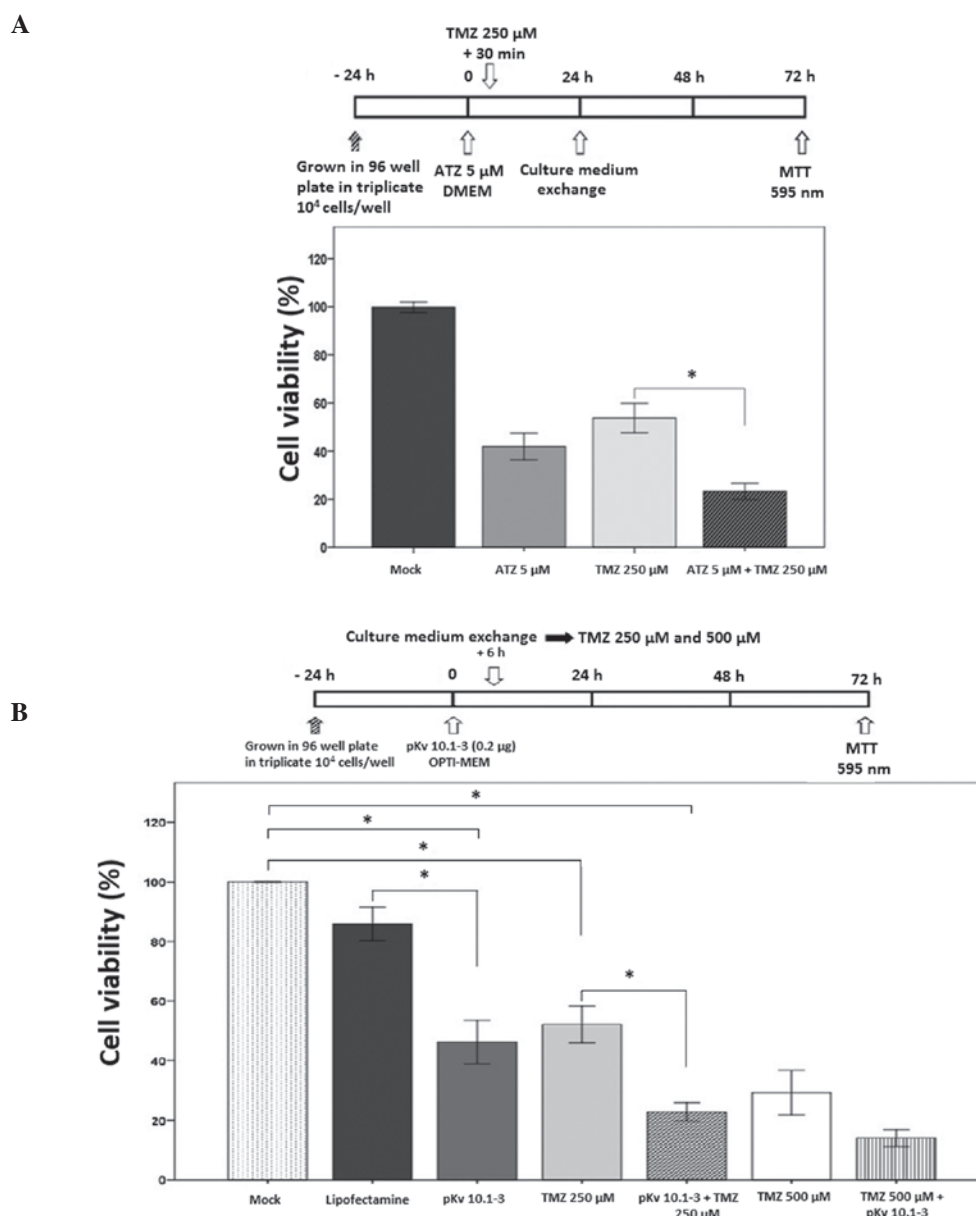 A
TMZ 250 µM
+ 30 min
- 24 h 0 24 h 48 h 72 h
Grown in 96 well
plate in triplicate
10⁴ cells/well
ATZ 5 µM
DMEM
Culture medium
exchange
MTT
595 nm
Cell viability (%)
120
100
80
60
40
20
0
*
Mock ATZ 5 µM TMZ 250 µM ATZ 5 µM + TMZ 250 µM
B
Culture medium exchange TMZ 250 µM and 500 µM
+ 6 h
- 24 h 0 24 h 48 h 72 h
Grown in 96 well plate
in triplicate 10⁴ cells/well
pKv 10.1-3 (0.2 µg)
OPTI-MEM
MTT
595 nm
Cell viability (%)
120
100
80
60
40
20
0
*
*
*
*
*
Mock Lipofectamine pKv 10.1-3 TMZ 250 µM pKv 10.1-3 + TMZ
250 µM
TMZ 500 µM TMZ 500 µM +
pKv 10.1-3